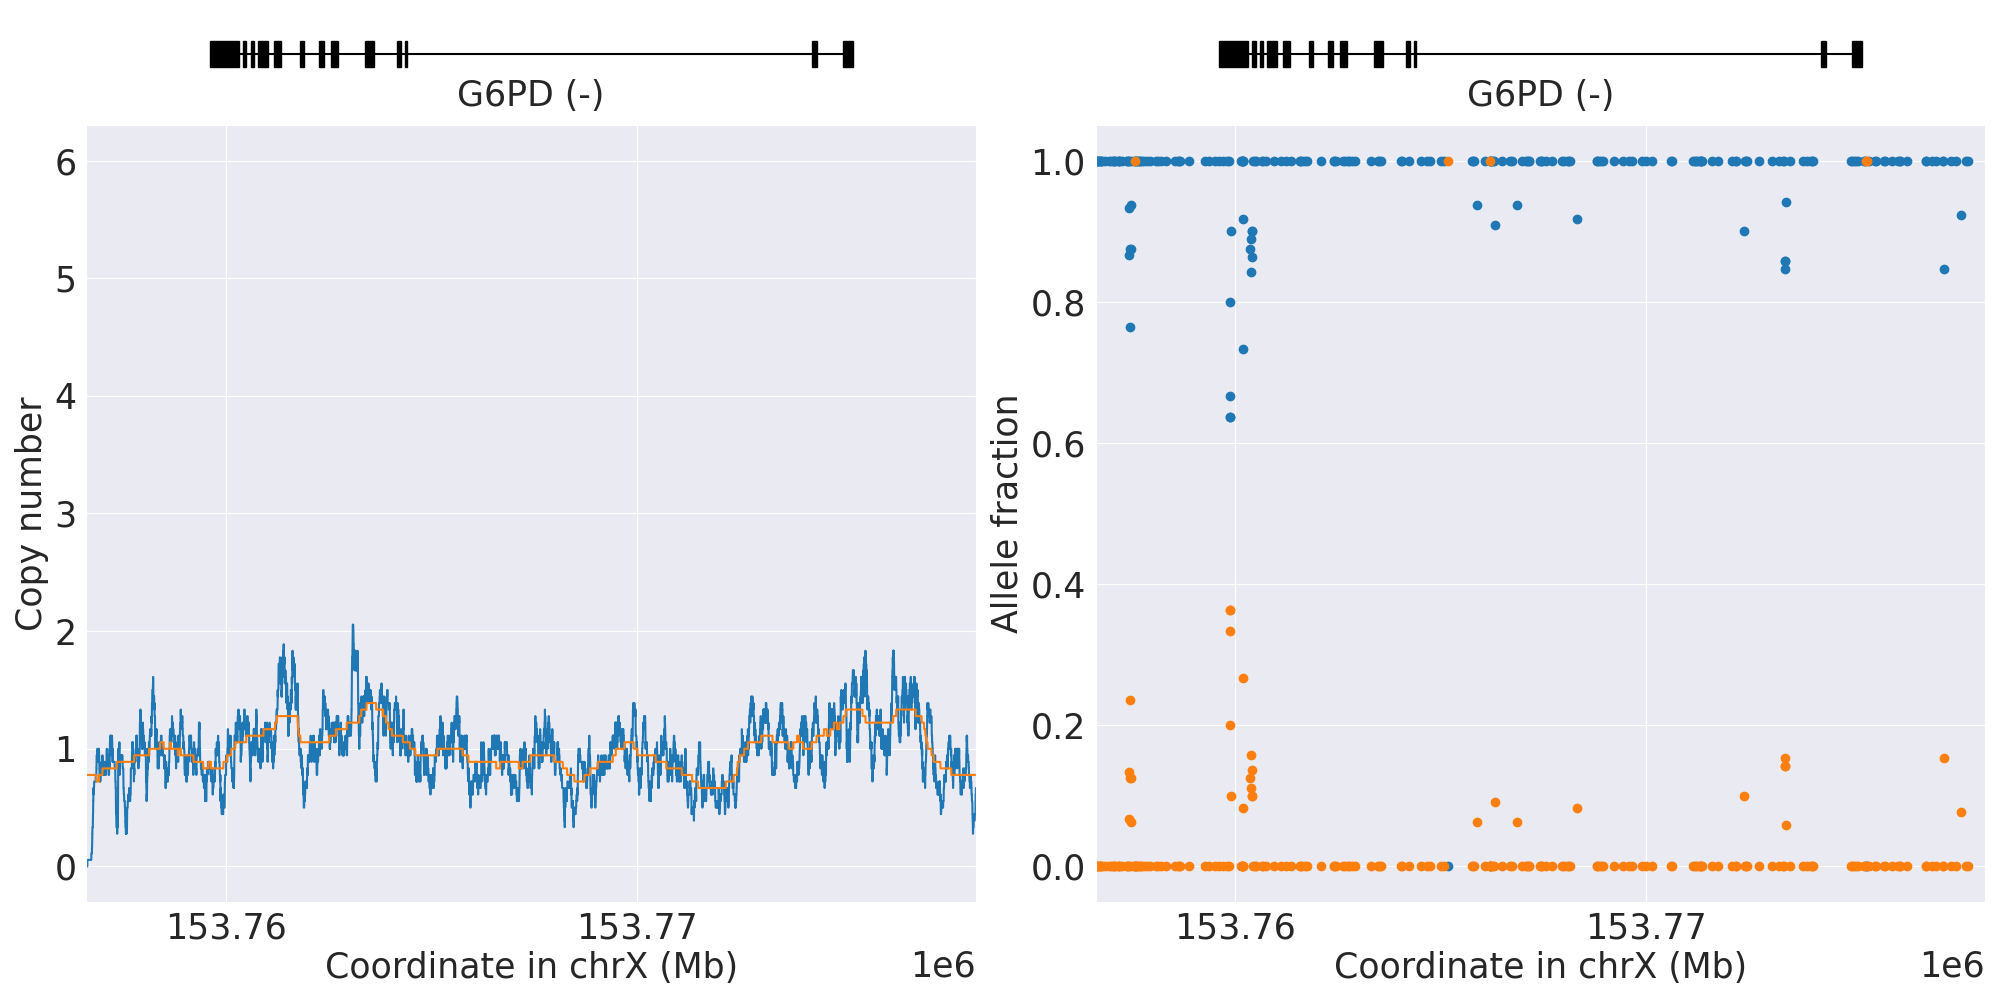 G6PD (-)
G6PD (-)
6
5
4
3
2
1
0
Copy number
153.76
153.77
Coordinate in chrX (Mb)
1e6
1.0
0.8
0.6
0.4
0.2
0.0
Allele fraction
153.76
153.77
Coordinate in chrX (Mb)
1e6